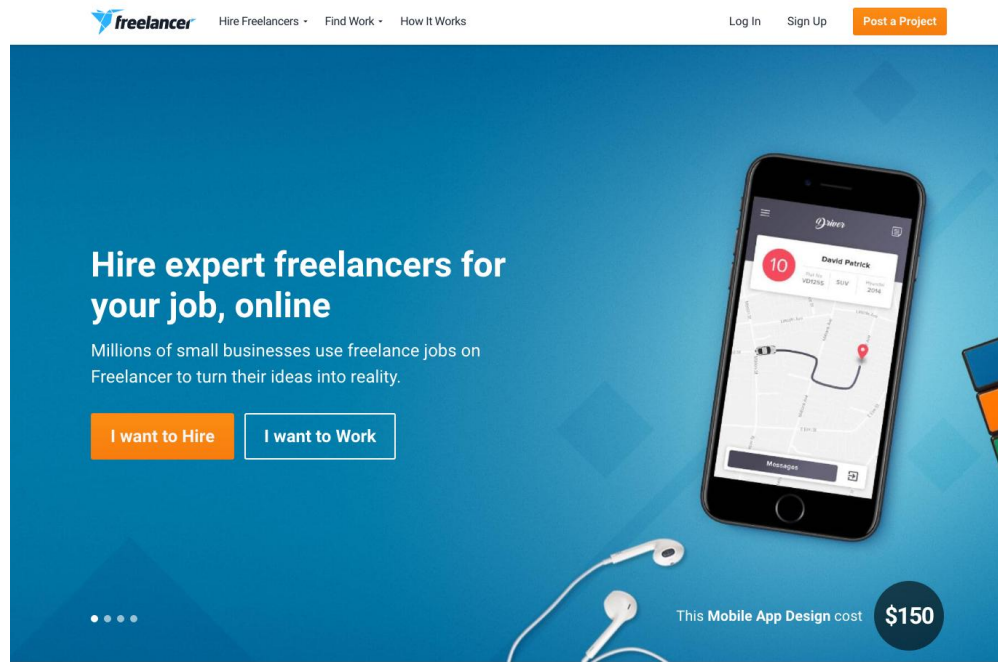 freelancer
Hire Freelancers
Find Work
How It Works
Log In
Sign Up
Post a Project
Driver
10
David Patrick
VD1255
SUV
2014
Hire expert freelancers for
your job, online
Millions of small businesses use freelance jobs on
Freelancer to turn their ideas into reality.
I want to Hire
I want to Work
Messages
This Mobile App Design cost
$150